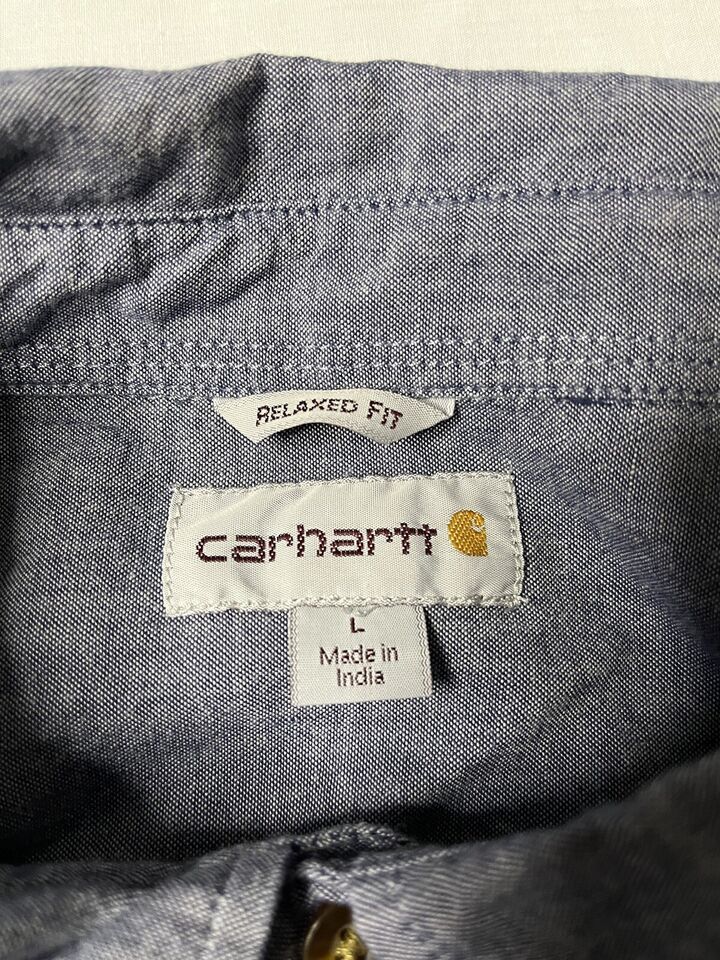 RELAXED FIT
carhartt
L
Made in
India